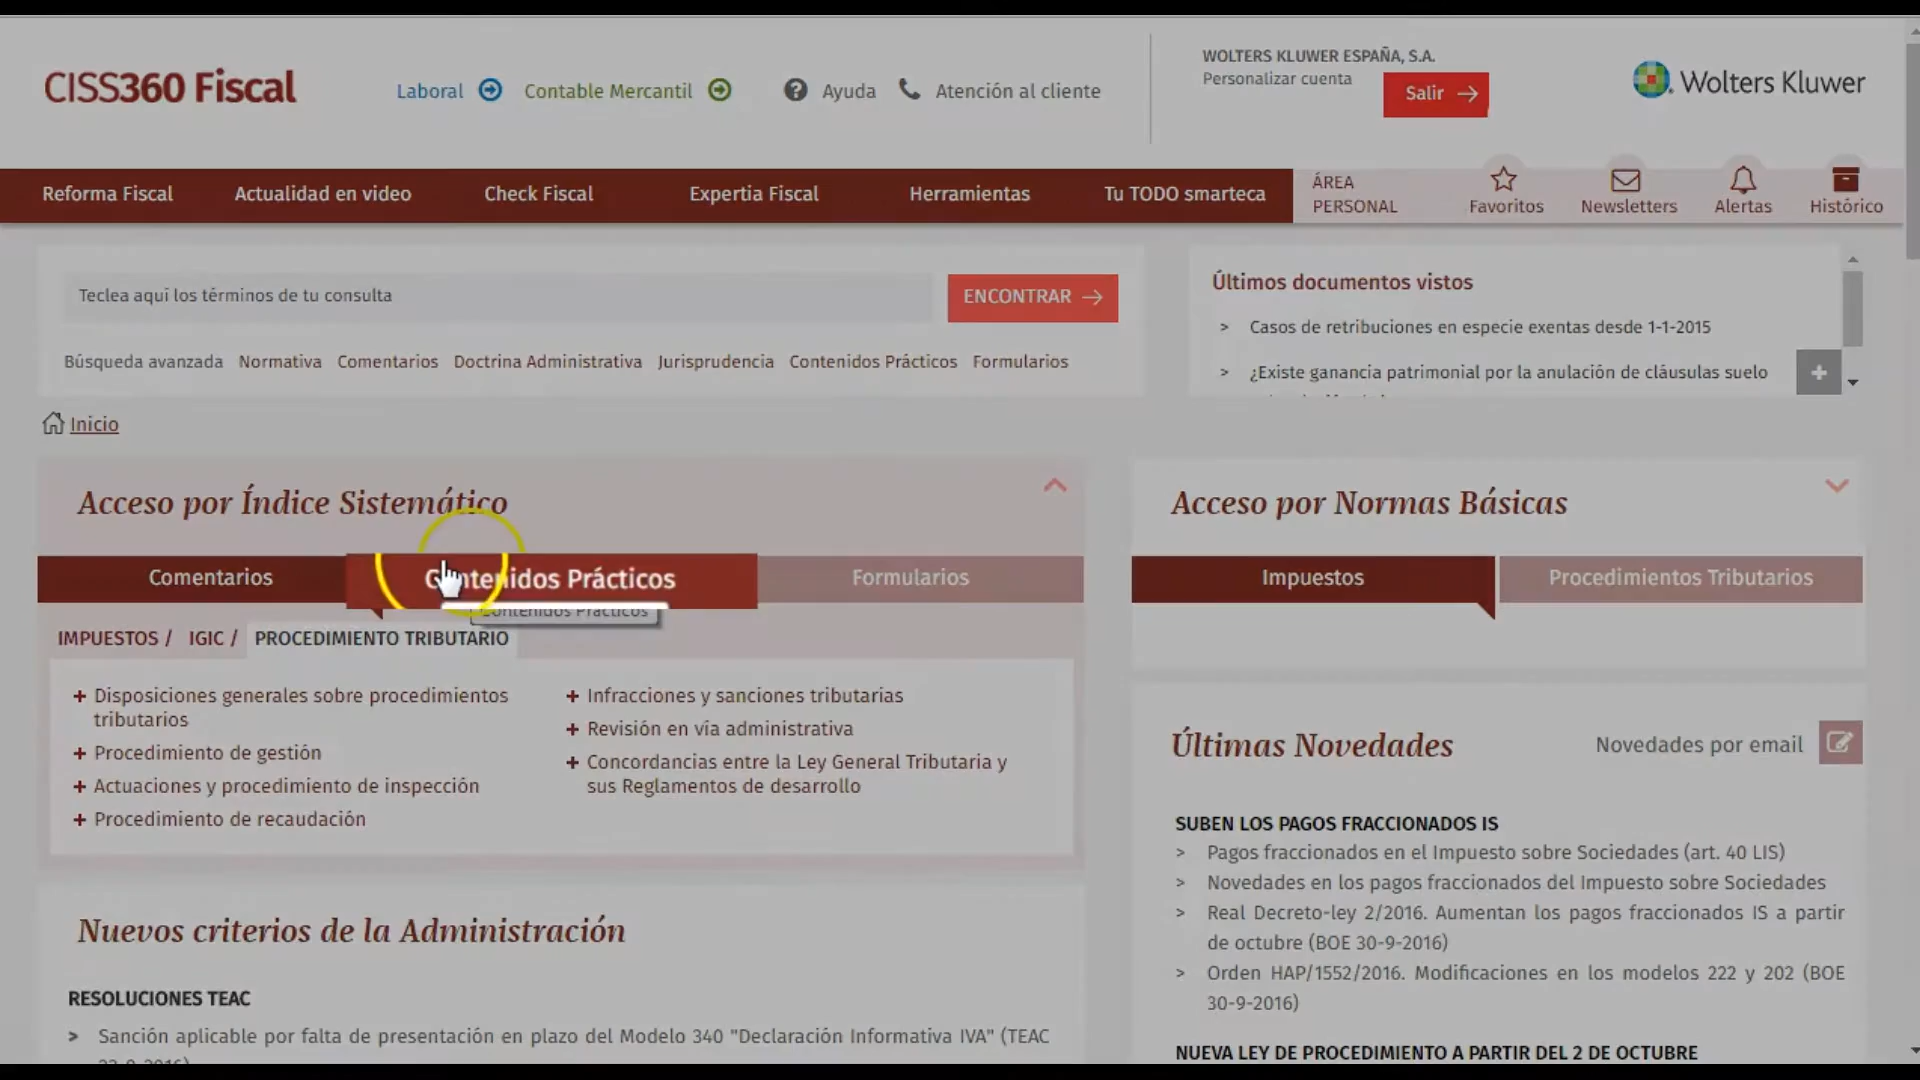 CISS360 Fiscal
Laboral
Contable Mercantil
Ayuda
Atención al cliente
WOLTERS KLUWER ESPAÑA, S.A.
Personalizar cuenta
Salir
Wolters Kluwer
Reforma Fiscal
Actualidad en video
Check Fiscal
Expertia Fiscal
Herramientas
Tu TODO smarteca
ÁREA
PERSONAL
Favoritos
Newsletters
Alertas
Histórico
Teclea aquí los términos de tu consulta
ENCONTRAR
Búsqueda avanzada Normativa Comentarios Doctrina Administrativa Jurisprudencia Contenidos Prácticos Formularios
Últimos documentos vistos
> Casos de retribuciones en especie exentas desde 1-1-2015
> ¿Existe ganancia patrimonial por la anulación de cláusulas suelo
Inicio
Acceso por Índice Sistemático
Comentarios
Contenidos Prácticos
Formularios
Contenidos Prácticos
IMPUESTOS / IGIC / PROCEDIMIENTO TRIBUTARIO
+ Disposiciones generales sobre procedimientos
tributarios
+ Procedimiento de gestión
+ Actuaciones y procedimiento de inspección
+ Procedimiento de recaudación
+ Infracciones y sanciones tributarias
+ Revisión en vía administrativa
+ Concordancias entre la Ley General Tributaria y
sus Reglamentos de desarrollo
Acceso por Normas Básicas
Impuestos
Procedimientos Tributarios
Nuevos criterios de la Administración
RESOLUCIONES TEAC
> Sanción aplicable por falta de presentación en plazo del Modelo 340 "Declaración Informativa IVA" (TEAC
Últimas Novedades
Novedades por email
SUBEN LOS PAGOS FRACCIONADOS IS
> Pagos fraccionados en el Impuesto sobre Sociedades (art. 40 LIS)
> Novedades en los pagos fraccionados del Impuesto sobre Sociedades
> Real Decreto-ley 2/2016. Aumentan los pagos fraccionados IS a partir
de octubre (BOE 30-9-2016)
> Orden HAP/1552/2016. Modificaciones en los modelos 222 y 202 (BOE
30-9-2016)
NUEVA LEY DE PROCEDIMIENTO A PARTIR DEL 2 DE OCTUBRE